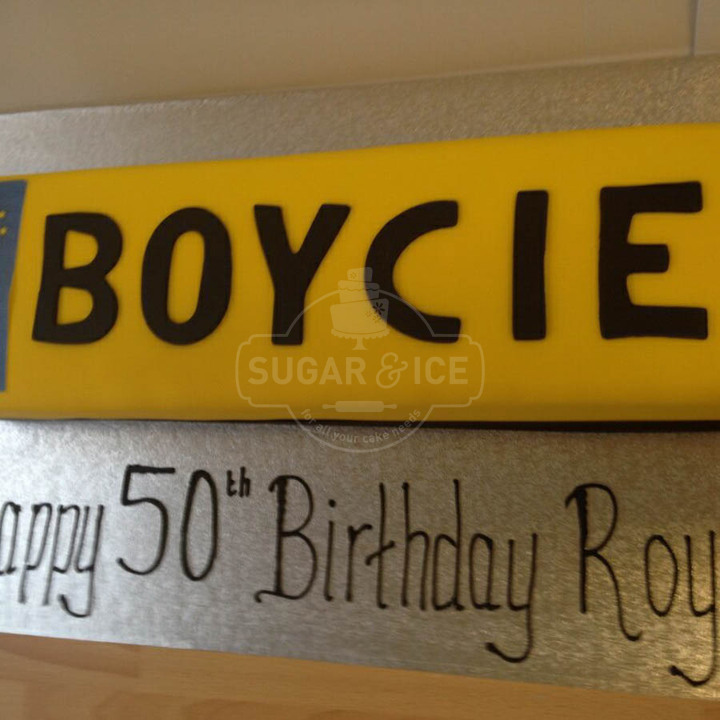 BOYCIE
SUGAR & ICE
for all your cake needs
appy 50th Birthday Roy